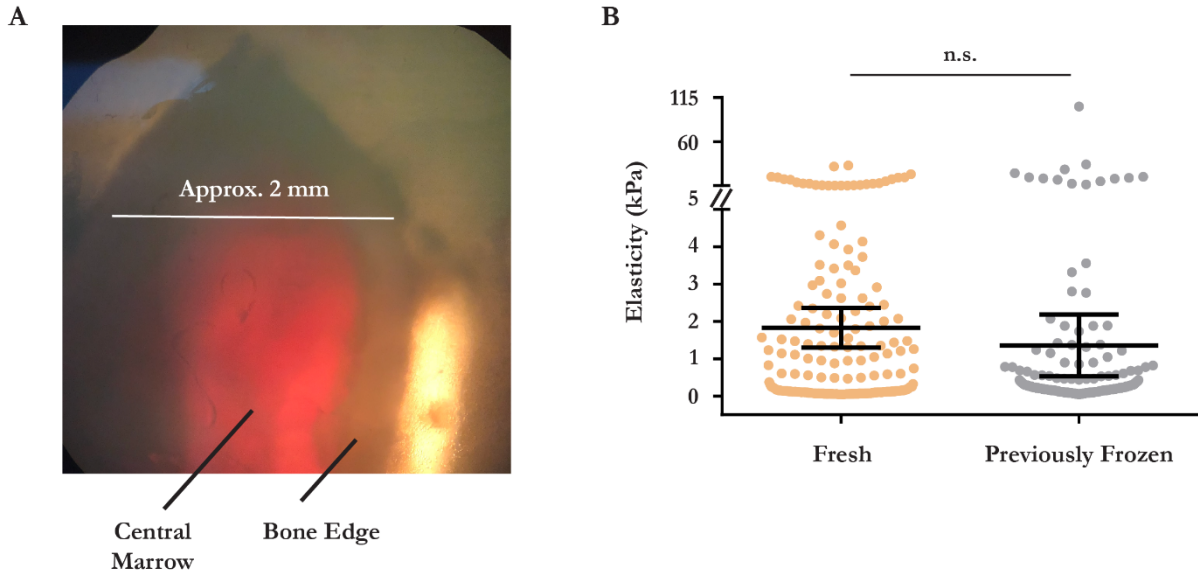 A
Approx. 2 mm
Central
Marrow
Bone Edge
B
n.s.
Elasticity (kPa)
115
60
5
4
3
2
1
0
Fresh
Previously Frozen